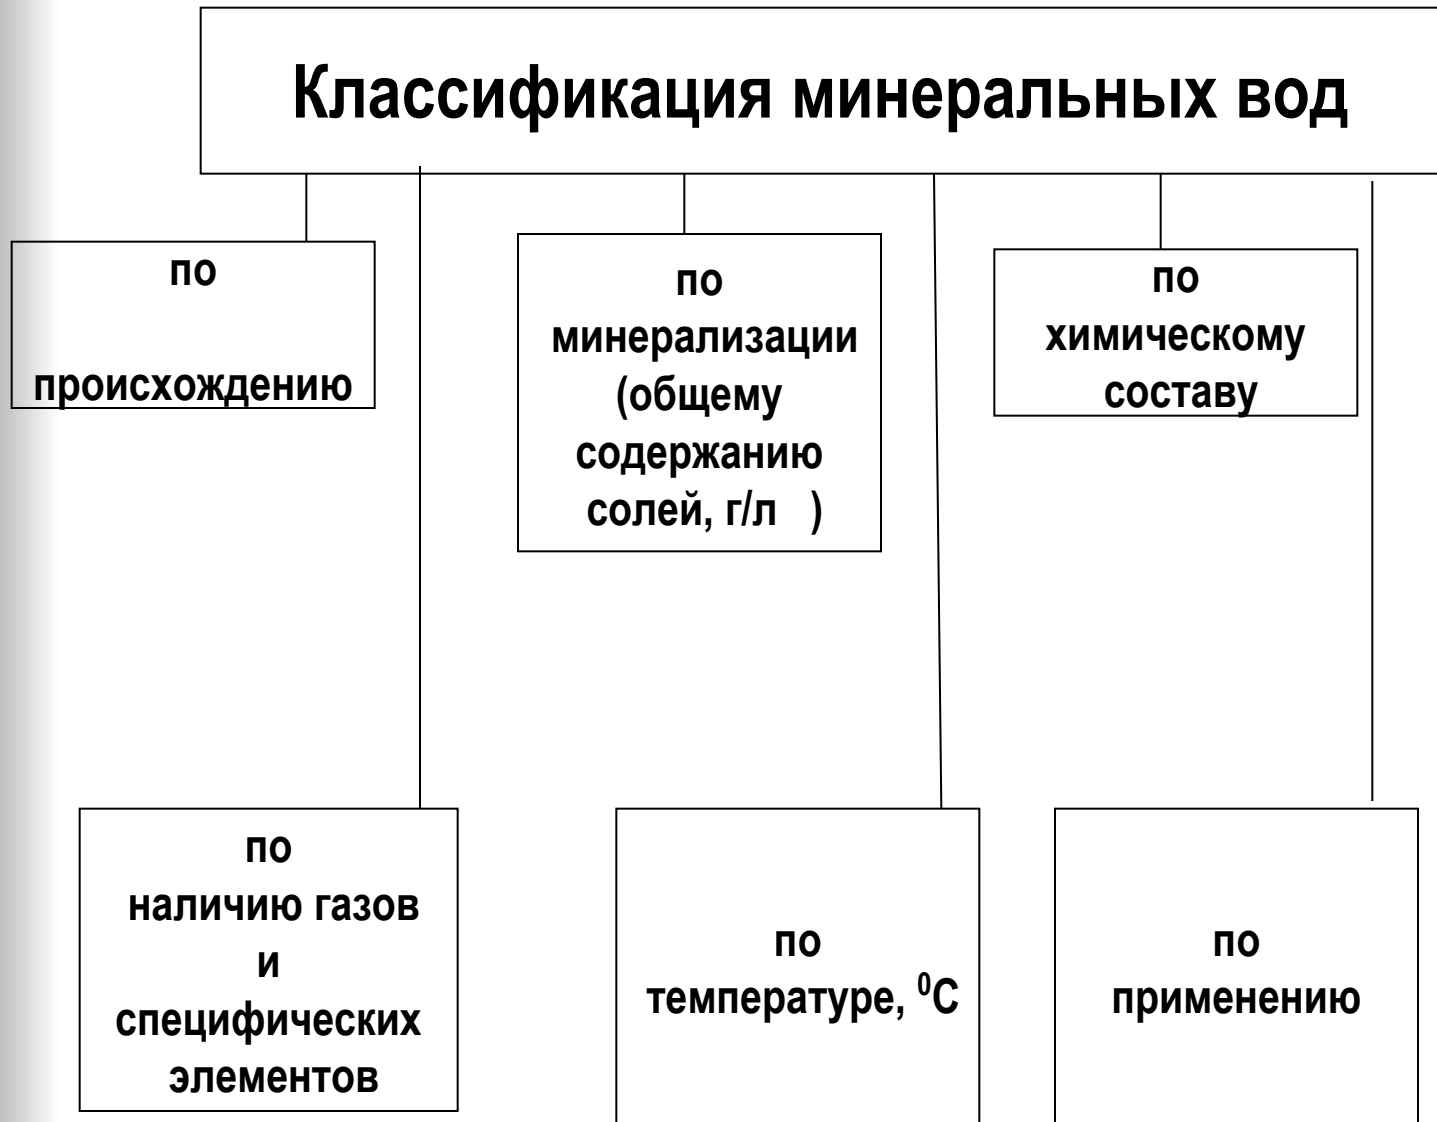 Классификация минеральных вод
по
происхождению
по
минерализации
(общему
содержанию
солей, г/л )
по
химическому
составу
по
наличию газов
и
специфических
элементов
по
температуре, ⁰С
по
применению